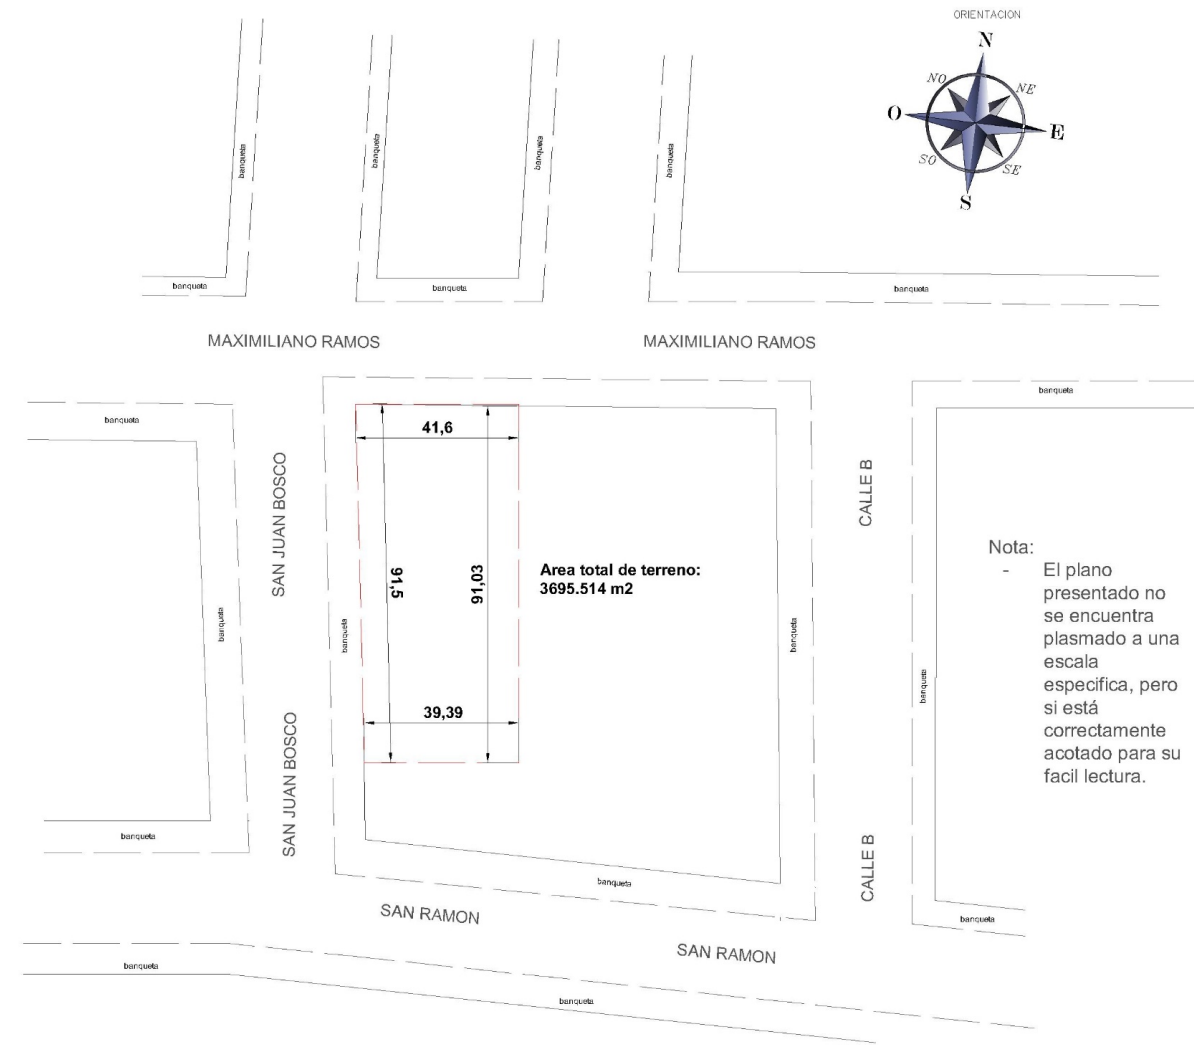 ORIENTACION
N
NO
NE
O
E
SO
SE
S
banqueta
banqueta
banqueta
banqueta
banqueta
banqueta
banqueta
MAXIMILIANO RAMOS
MAXIMILIANO RAMOS
banqueta
banqueta
41,6
SAN JUAN BOSCO
CALLE B
91,5
91,03
Area total de terreno:
3695.514 m2
Nota:
- El plano
presentado no
se encuentra
plasmado a una
escala
especifica, pero
si está
correctamente
acotado para su
facil lectura.
banqueta
banqueta
banqueta
banqueta
39,39
SAN JUAN BOSCO
banqueta
CALLE B
banqueta
SAN RAMON
banqueta
SAN RAMON
banqueta
banqueta